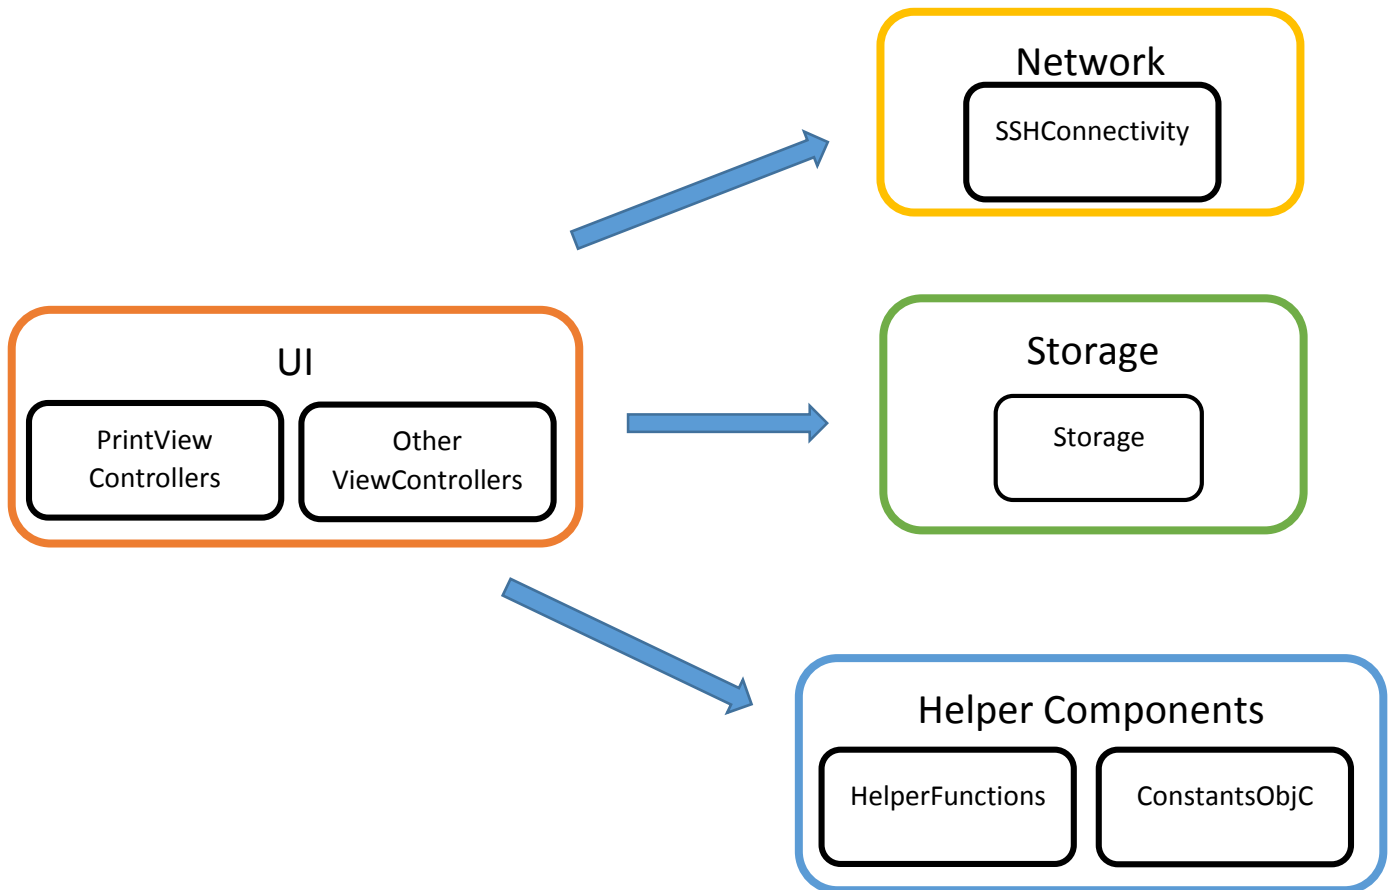 Network
SSHConnectivity
UI
PrintView
Controllers
Other
ViewControllers
Storage
Storage
Helper Components
HelperFunctions
ConstantsObjC